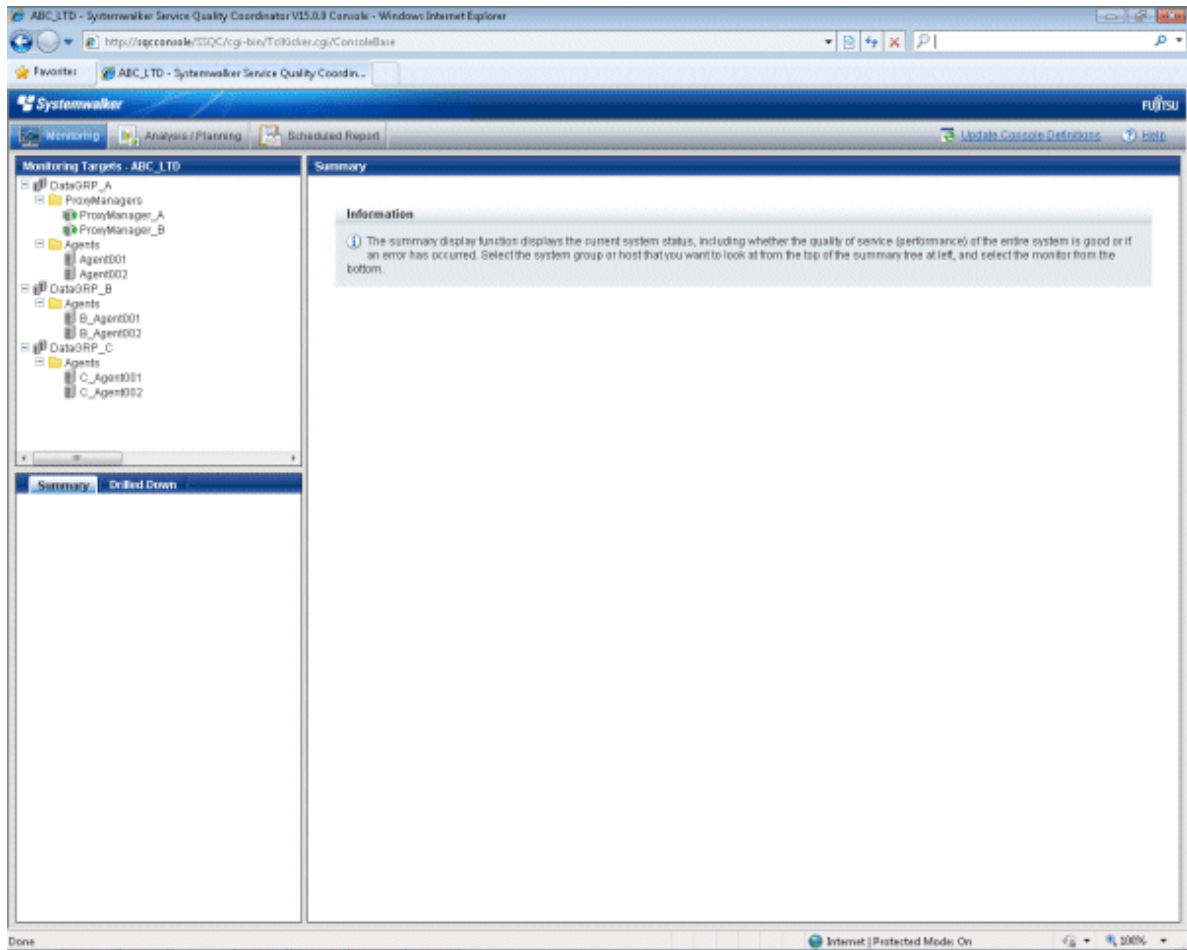 ABC_LTD - Systemwalker Service Quality Coordinator V15.0.0 Console - Windows Internet Explorer
http://sqcconsole/SSQC/cgi-bin/TclKicker.cgi/ConsoleBase
Favorites
ABC_LTD - Systemwalker Service Quality Coordin...
Systemwalker
FUJITSU
Monitoring
Analysis / Planning
Scheduled Report
Update Console Definitions
Help
Monitoring Targets - ABC_LTD
DataGRP_A
ProxyManagers
ProxyManager_A
ProxyManager_B
Agents
Agent001
Agent002
DataGRP_B
Agents
B_Agent001
B_Agent002
DataGRP_C
Agents
C_Agent001
C_Agent002
Summary
Drilled Down
Summary
Information
The summary display function displays the current system status, including whether the quality of service (performance) of the entire system is good or if
an error has occurred. Select the system group or host that you want to look at from the top of the summary tree at left, and select the monitor from the
bottom.
Done
Internet | Protected Mode: On
100%